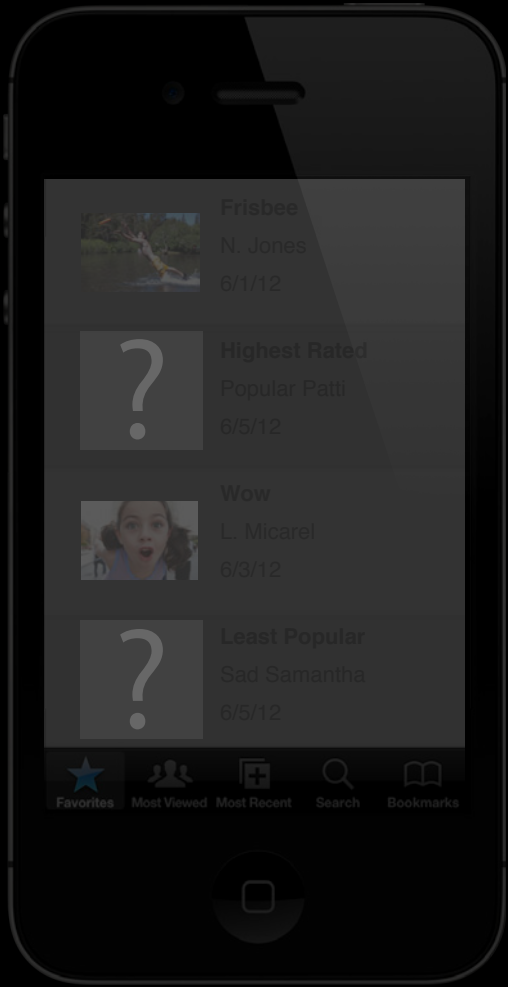 Frisbee
N. Jones
6/1/12
?
Highest Rated
Popular Patti
6/5/12
Wow
L. Micarel
6/3/12
?
Least Popular
Sad Samantha
6/5/12
Favorites Most Viewed Most Recent Search Bookmarks